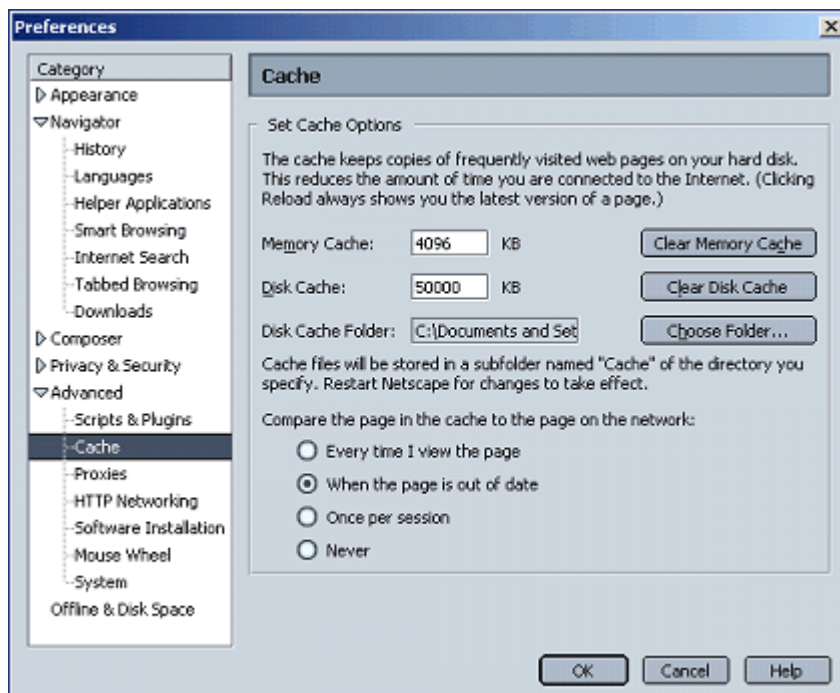 Preferences
Category
Appearance
Navigator
History
Languages
Helper Applications
Smart Browsing
Internet Search
Tabbed Browsing
Downloads
Composer
Privacy & Security
Advanced
Scripts & Plugins
Cache
Proxies
HTTP Networking
Software Installation
Mouse Wheel
System
Offline & Disk Space
Cache
Set Cache Options
The cache keeps copies of frequently visited web pages on your hard disk.
This reduces the amount of time you are connected to the Internet. (Clicking
Reload always shows you the latest version of a page.)
Memory Cache: 4096 KB Clear Memory Cache
Disk Cache: 50000 KB Clear Disk Cache
Disk Cache Folder: C:\Documents and Set Choose Folder...
Cache files will be stored in a subfolder named "Cache" of the directory you
specify. Restart Netscape for changes to take effect.
Compare the page in the cache to the page on the network:
Every time I view the page
When the page is out of date
Once per session
Never
OK Cancel Help